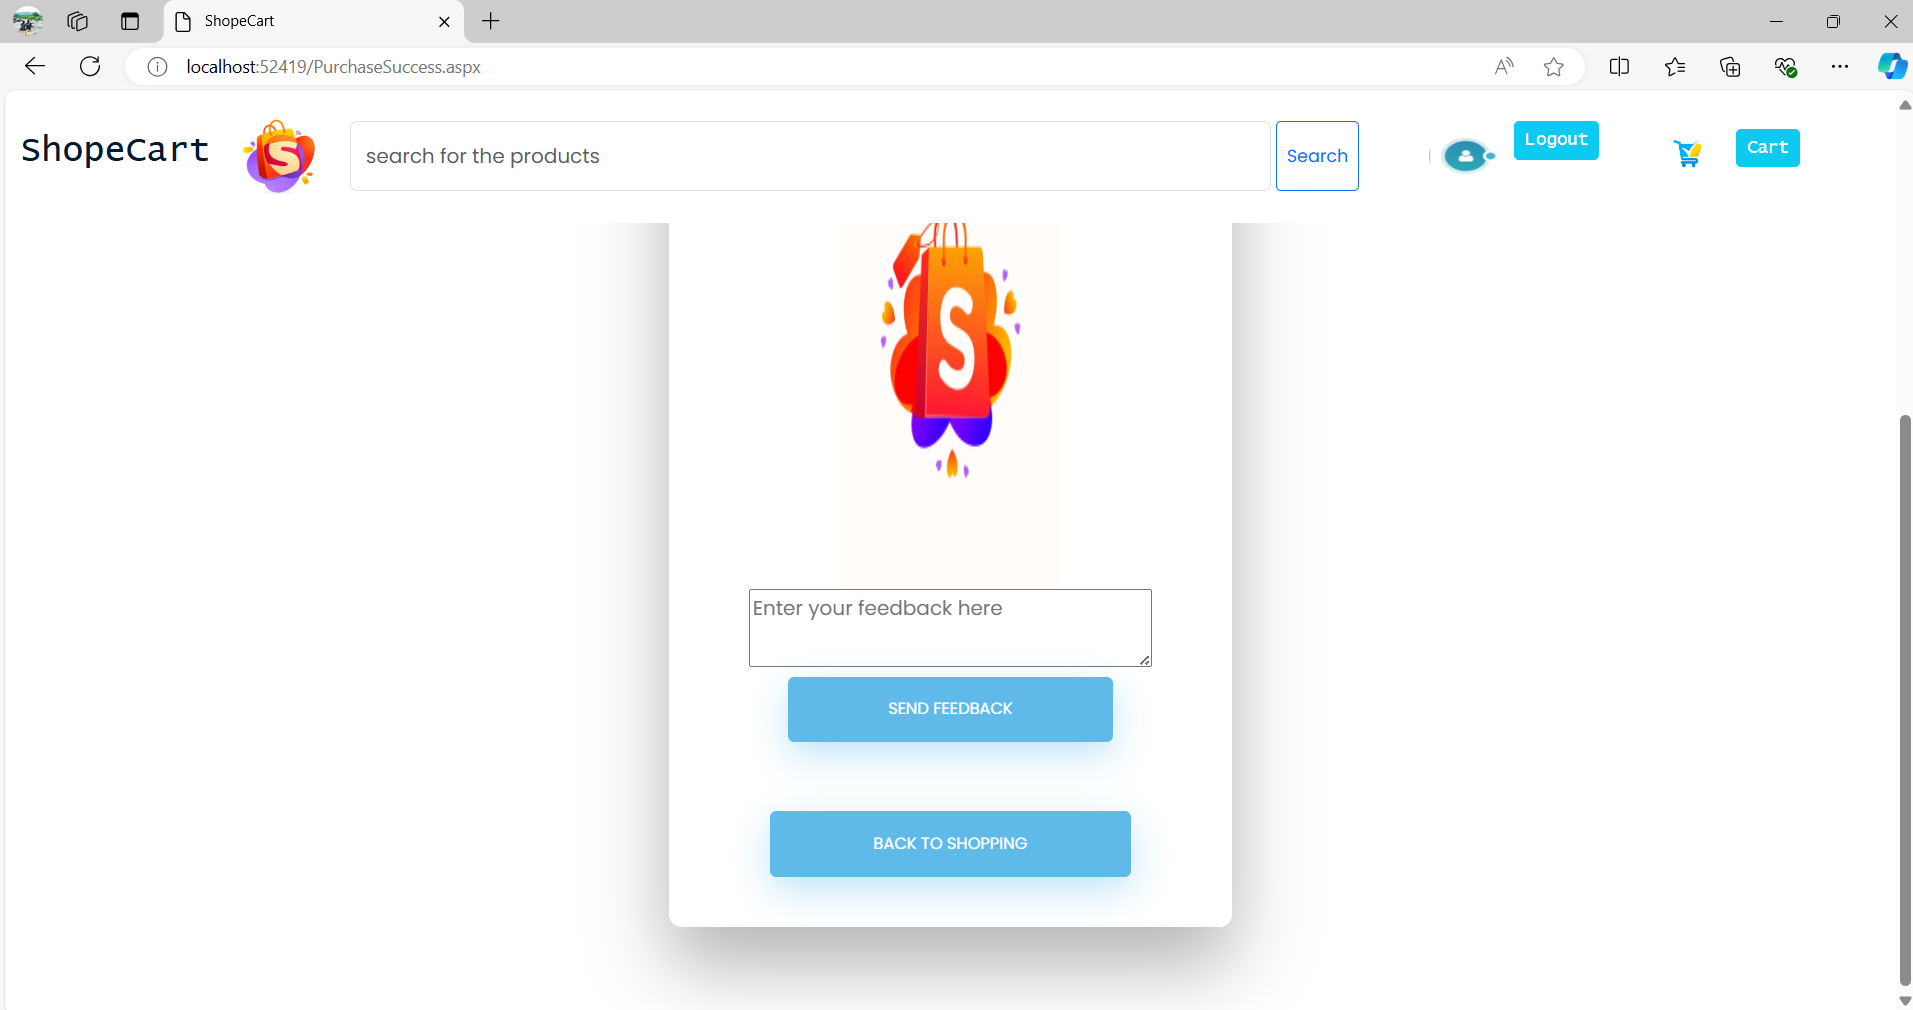 ShopeCart
localhost:52419/PurchaseSuccess.aspx
ShopeCart
S
search for the products
Search
Logout
Cart
S
Enter your feedback here
SEND FEEDBACK
BACK TO SHOPPING